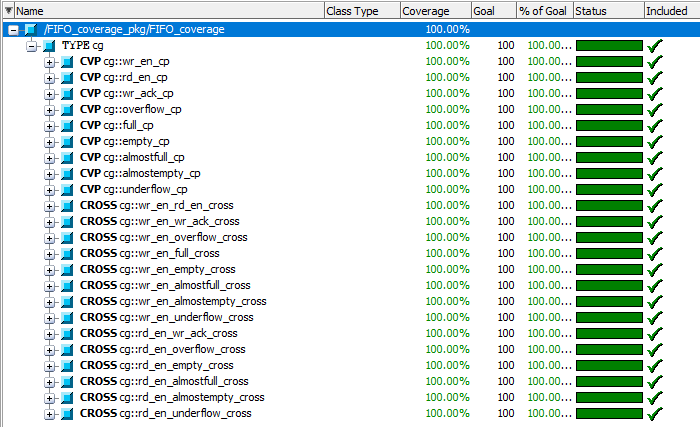 Name Class Type Coverage Goal % of Goal Status Included
/FIFO_coverage_pkg/FIFO_coverage 100.00%
TYPE cg 100.00% 100 100.00...
CVP cg::wr_en_cp 100.00% 100 100.00...
CVP cg::rd_en_cp 100.00% 100 100.00...
CVP cg::wr_ack_cp 100.00% 100 100.00...
CVP cg::overflow_cp 100.00% 100 100.00...
CVP cg::full_cp 100.00% 100 100.00...
CVP cg::empty_cp 100.00% 100 100.00...
CVP cg::almostfull_cp 100.00% 100 100.00...
CVP cg::almostempty_cp 100.00% 100 100.00...
CVP cg::underflow_cp 100.00% 100 100.00...
CROSS cg::wr_en_rd_en_cross 100.00% 100 100.00...
CROSS cg::wr_en_wr_ack_cross 100.00% 100 100.00...
CROSS cg::wr_en_overflow_cross 100.00% 100 100.00...
CROSS cg::wr_en_full_cross 100.00% 100 100.00...
CROSS cg::wr_en_empty_cross 100.00% 100 100.00...
CROSS cg::wr_en_almostfull_cross 100.00% 100 100.00...
CROSS cg::wr_en_almostempty_cross 100.00% 100 100.00...
CROSS cg::wr_en_underflow_cross 100.00% 100 100.00...
CROSS cg::rd_en_wr_ack_cross 100.00% 100 100.00...
CROSS cg::rd_en_overflow_cross 100.00% 100 100.00...
CROSS cg::rd_en_empty_cross 100.00% 100 100.00...
CROSS cg::rd_en_almostfull_cross 100.00% 100 100.00...
CROSS cg::rd_en_almostempty_cross 100.00% 100 100.00...
CROSS cg::rd_en_underflow_cross 100.00% 100 100.00...